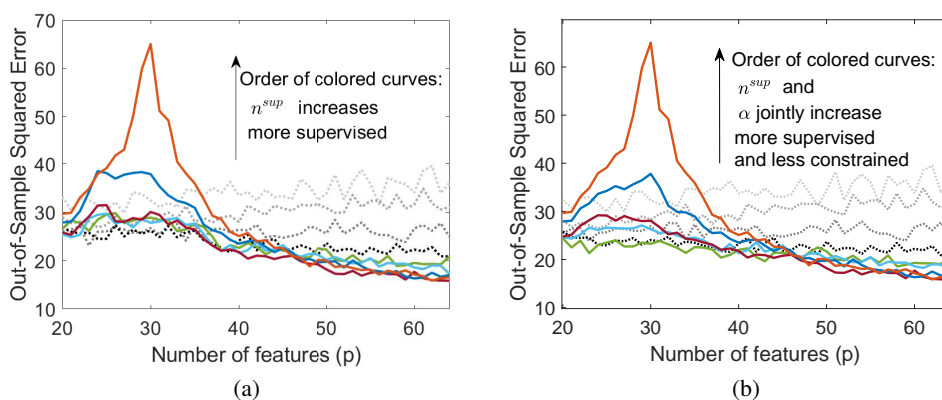 70
60
50
40
30
20
10
Out-of-Sample Squared Error
Order of colored curves:
n^{sup} increases
more supervised
20 30 40 50 60
Number of features (p)
(a)
60
50
40
30
20
10
Out-of-Sample Squared Error
Order of colored curves:
n^{sup} and
α jointly increase
more supervised
and less constrained
20 30 40 50 60
Number of features (p)
(b)